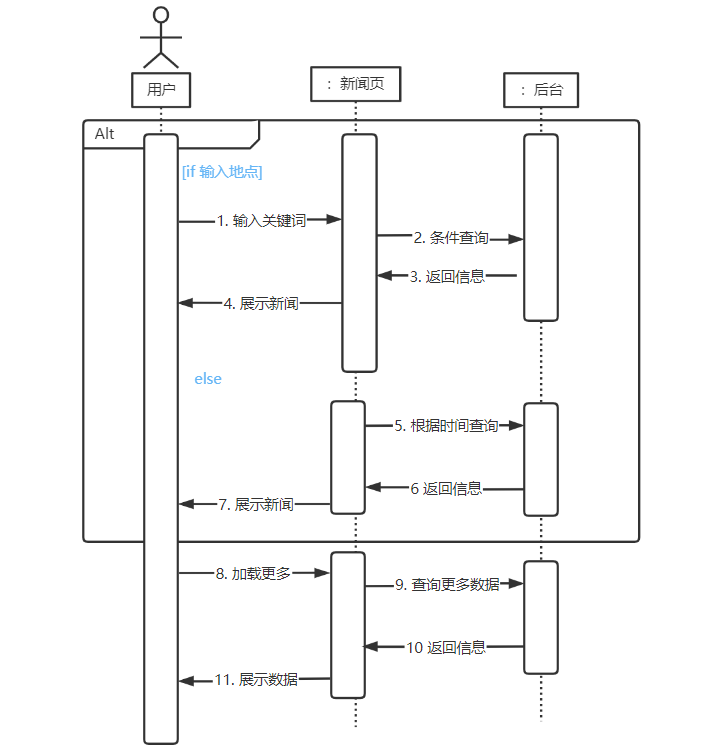 用户
：新闻页
：后台
Alt
[if 输入地点]
1. 输入关键词
2. 条件查询
3. 返回信息
4. 展示新闻
else
5. 根据时间查询
6 返回信息
7. 展示新闻
8. 加载更多
9. 查询更多数据
10 返回信息
11. 展示数据